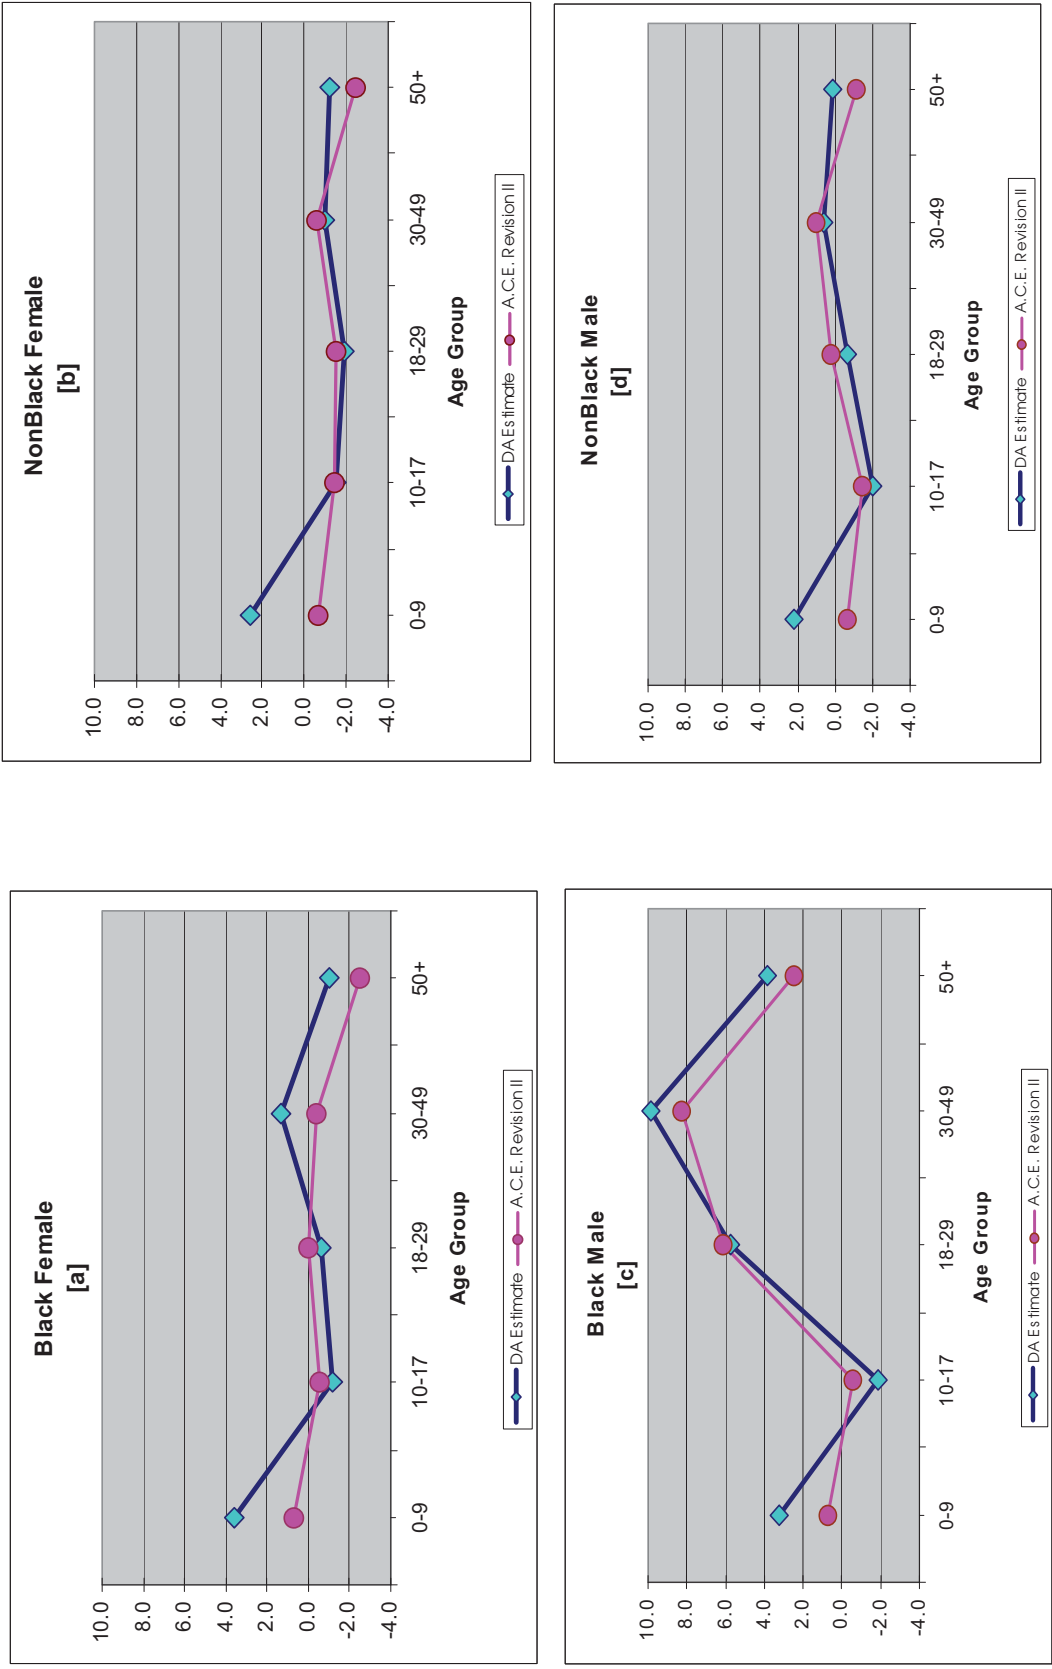 Black Female
[a]
10.0
8.0
6.0
4.0
2.0
0.0
-2.0
-4.0
0-9
10-17
18-29
30-49
50+
Age Group
DA Estimate
A.C.E. Revision II
NonBlack Female
[b]
10.0
8.0
6.0
4.0
2.0
0.0
-2.0
-4.0
0-9
10-17
18-29
30-49
50+
Age Group
DA Estimate
A.C.E. Revision II
Black Male
[c]
10.0
8.0
6.0
4.0
2.0
0.0
-2.0
-4.0
0-9
10-17
18-29
30-49
50+
Age Group
DA Estimate
A.C.E. Revision II
NonBlack Male
[d]
10.0
8.0
6.0
4.0
2.0
0.0
-2.0
-4.0
0-9
10-17
18-29
30-49
50+
Age Group
DA Estimate
A.C.E. Revision II